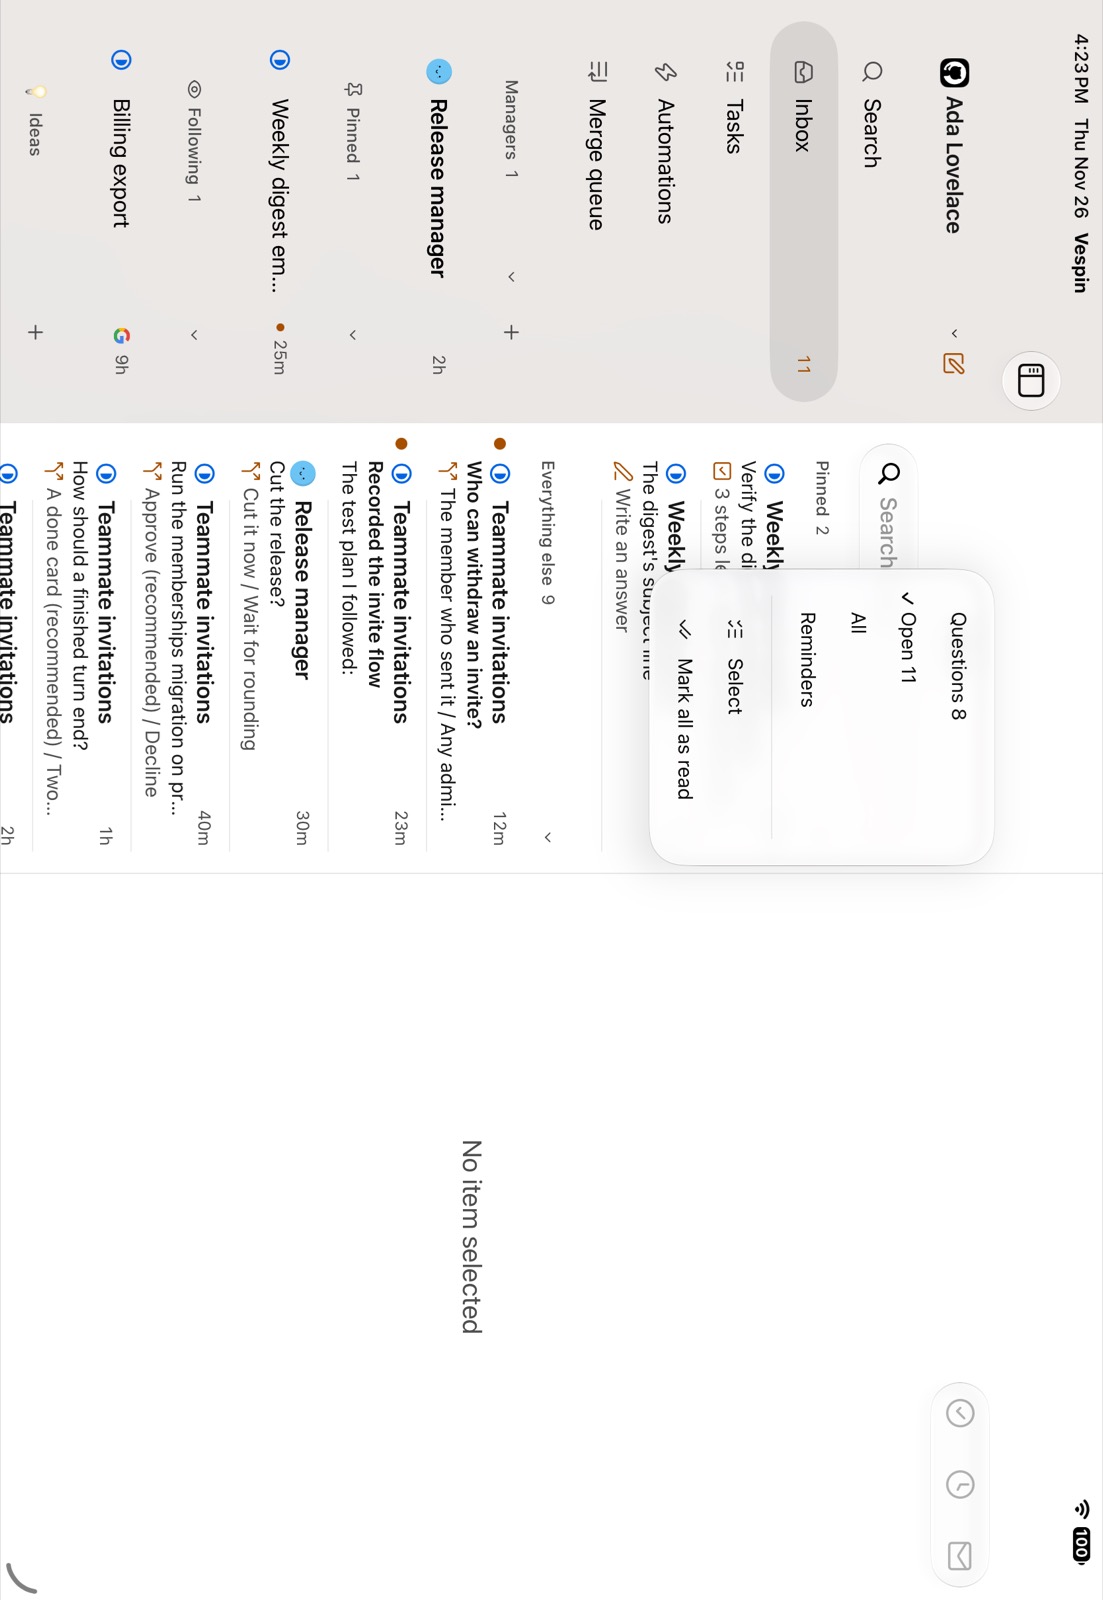 4:23 PM Thu Nov 26 Vespin
100
Ada Lovelace
Search
Inbox 11
Tasks
Automations
Merge queue
Managers 1
Release manager 2h
Pinned 1
Weekly digest em... 25m
Following 1
Billing export 9h
Ideas
Search
Pinned 2
Weekly
Verify the di
3 steps le
Weekly
The digest's subject line
Write an answer
Questions 8
Open 11
All
Reminders
Select
Mark all as read
Everything else 9
Teammate invitations 12m
Who can withdraw an invite?
The member who sent it / Any admi...
Teammate invitations 23m
Recorded the invite flow
The test plan I followed:
Release manager 30m
Cut the release?
Cut it now / Wait for rounding
Teammate invitations 40m
Run the memberships migration on pr...
Approve (recommended) / Decline
Teammate invitations 1h
How should a finished turn end?
A done card (recommended) / Two...
Teammate invitations 2h
No item selected